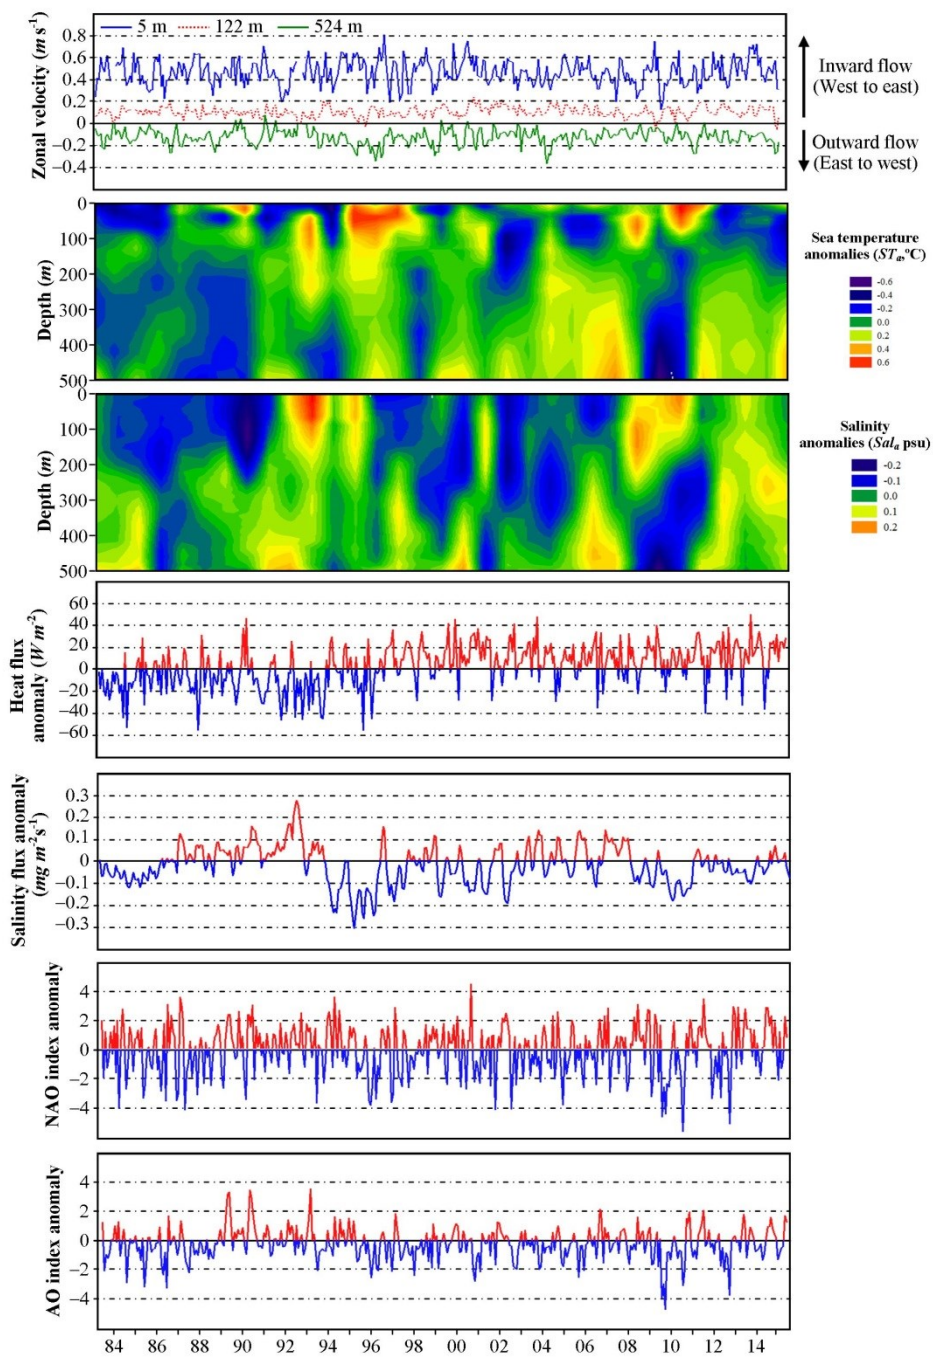 5 m 122 m 524 m
Zonal velocity (m s⁻¹)
0.8
0.6
0.4
0.2
0
−0.2
−0.4
Inward flow
(West to east)
Outward flow
(East to west)
Depth (m)
0
100
200
300
400
500
Sea temperature
anomalies (STₐ,ºC)
-0.6
-0.4
-0.2
0.0
0.2
0.4
0.6
Depth (m)
0
100
200
300
400
500
Salinity
anomalies (Salₐ psu)
-0.2
-0.1
0.0
0.1
0.2
Heat flux
anomaly (W m⁻²)
60
40
20
0
−20
−40
−60
Salinity flux anomaly
(mg m⁻²s⁻¹)
0.3
0.2
0.1
0
−0.1
−0.2
−0.3
NAO index anomaly
4
2
0
−2
−4
AO index anomaly
4
2
0
−2
−4
84 86 88 90 92 94 96 98 00 02 04 06 08 10 12 14